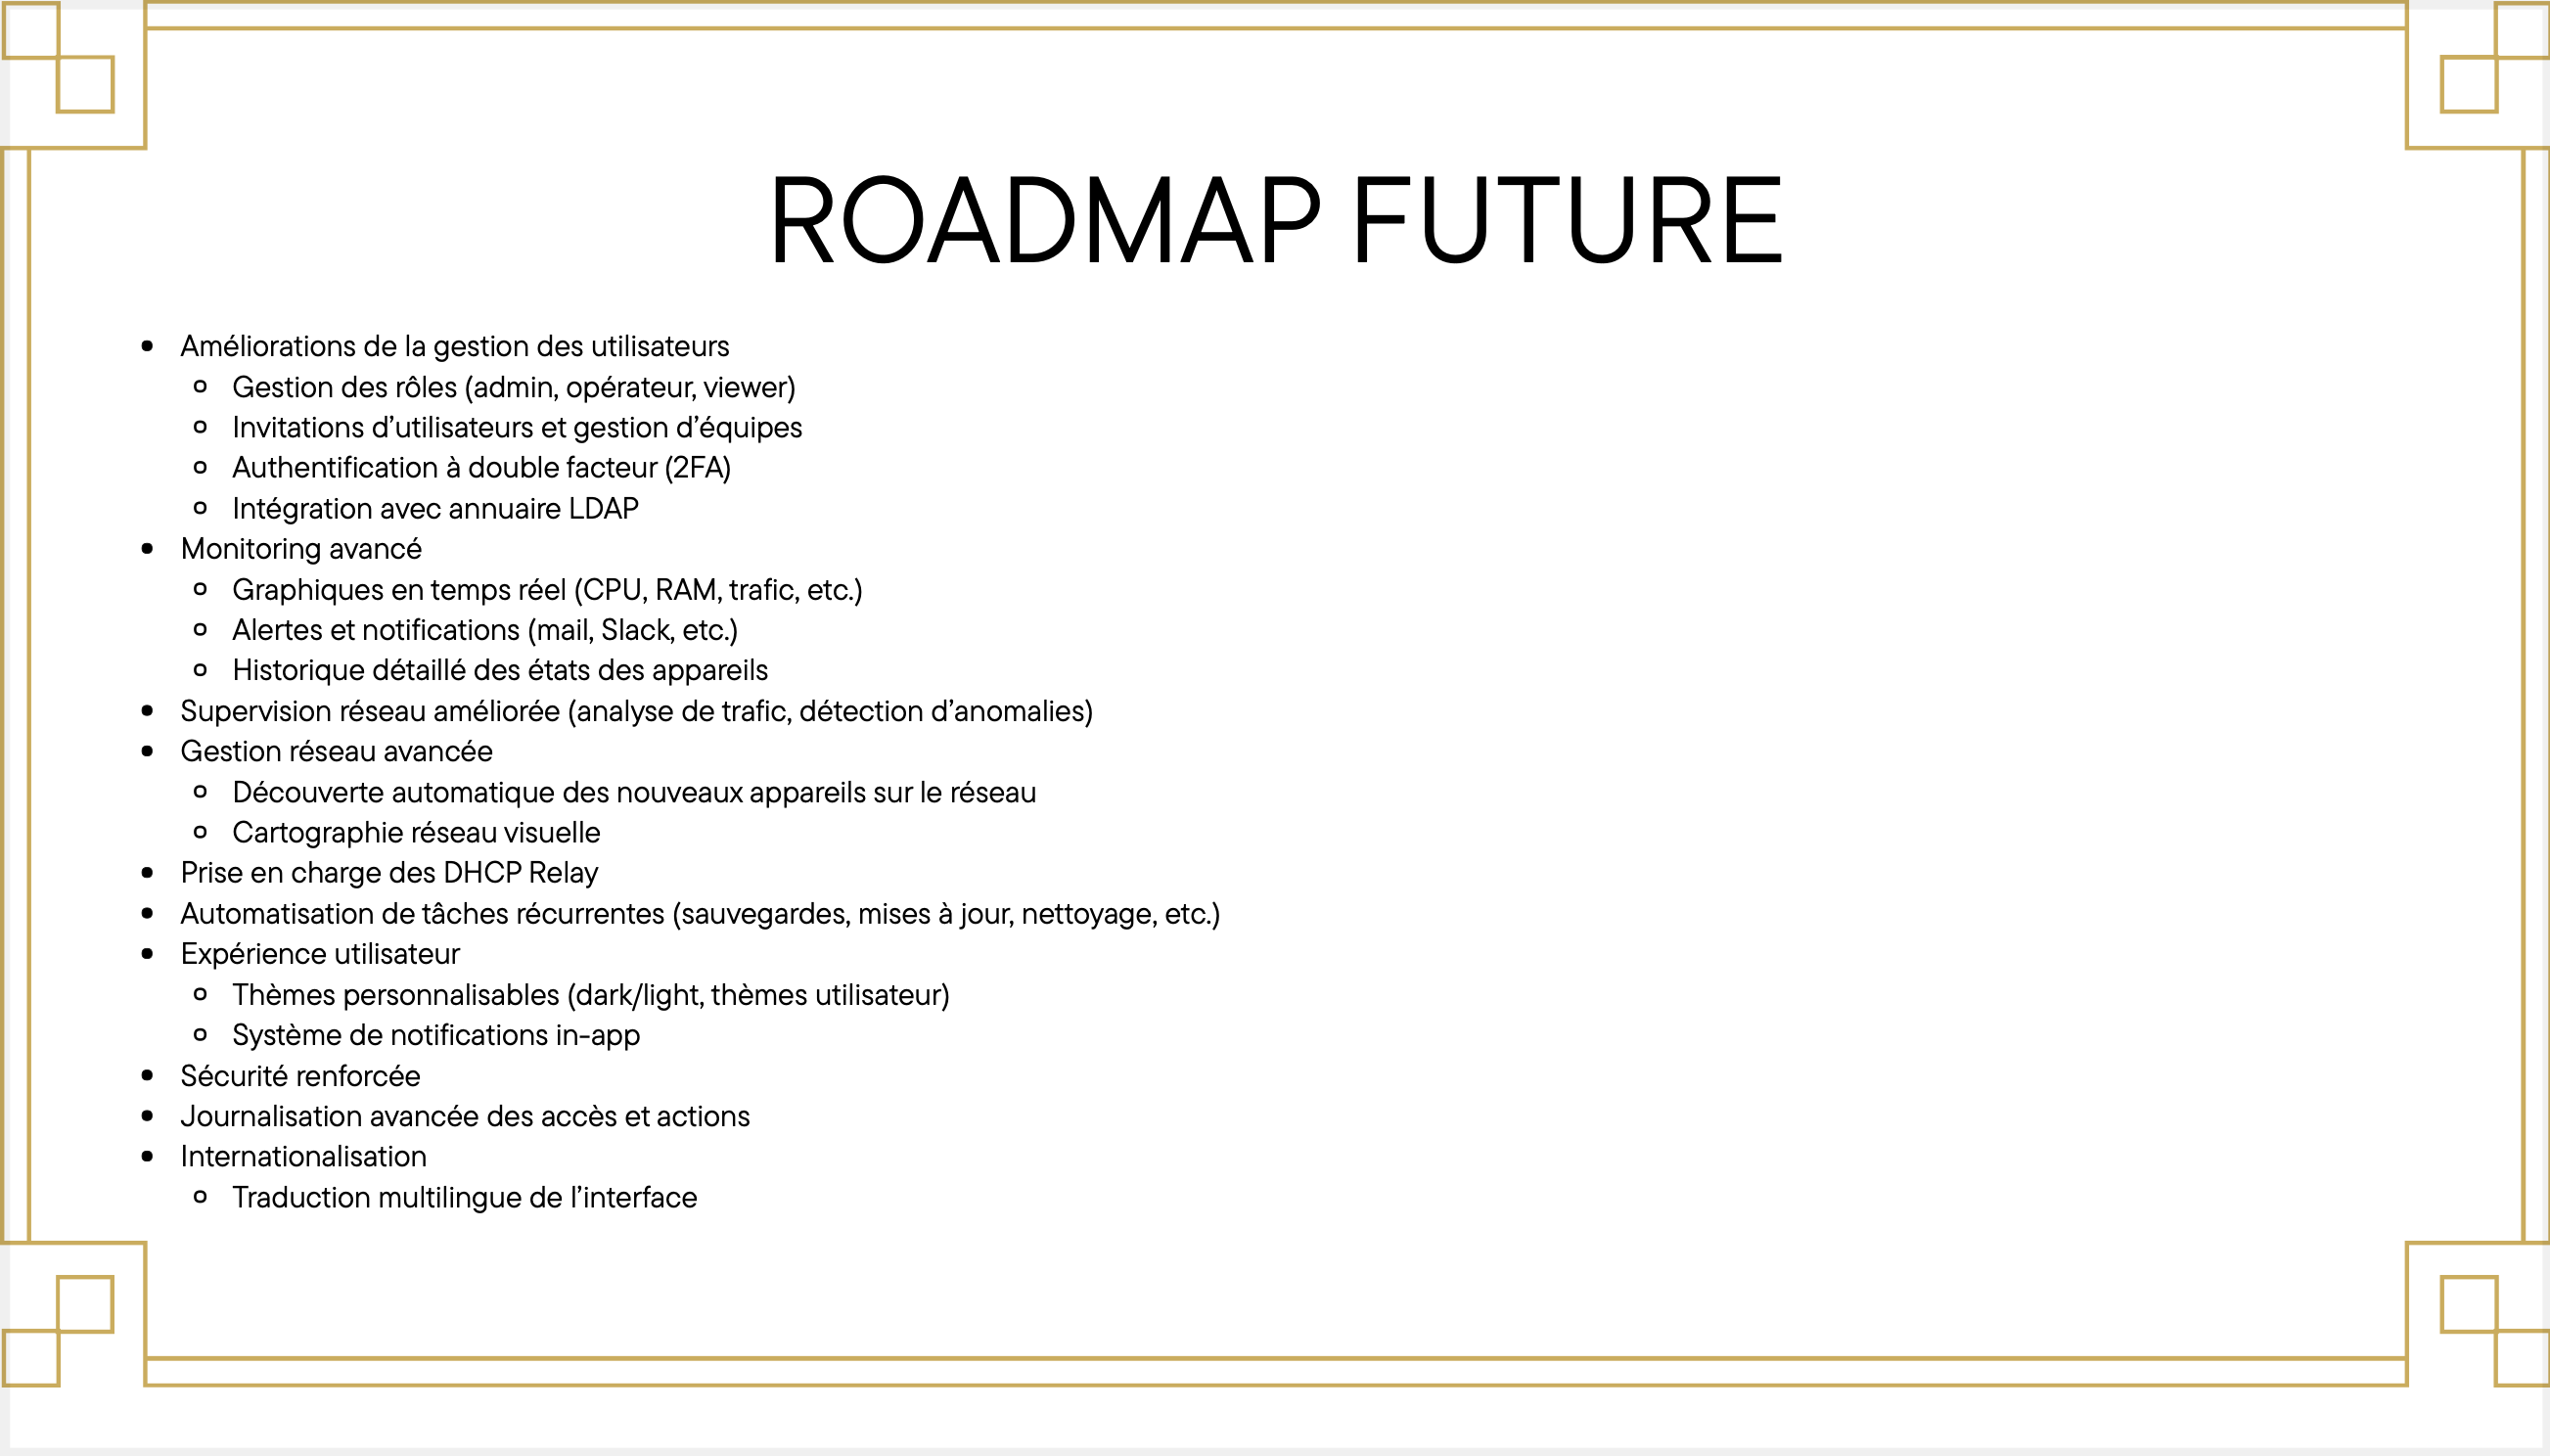 ROADMAP FUTURE
• Améliorations de la gestion des utilisateurs
◦ Gestion des rôles (admin, opérateur, viewer)
◦ Invitations d’utilisateurs et gestion d’équipes
◦ Authentification à double facteur (2FA)
◦ Intégration avec annuaire LDAP
• Monitoring avancé
◦ Graphiques en temps réel (CPU, RAM, trafic, etc.)
◦ Alertes et notifications (mail, Slack, etc.)
◦ Historique détaillé des états des appareils
• Supervision réseau améliorée (analyse de trafic, détection d’anomalies)
• Gestion réseau avancée
◦ Découverte automatique des nouveaux appareils sur le réseau
◦ Cartographie réseau visuelle
• Prise en charge des DHCP Relay
• Automatisation de tâches récurrentes (sauvegardes, mises à jour, nettoyage, etc.)
• Expérience utilisateur
◦ Thèmes personnalisables (dark/light, thèmes utilisateur)
◦ Système de notifications in-app
• Sécurité renforcée
• Journalisation avancée des accès et actions
• Internationalisation
◦ Traduction multilingue de l’interface